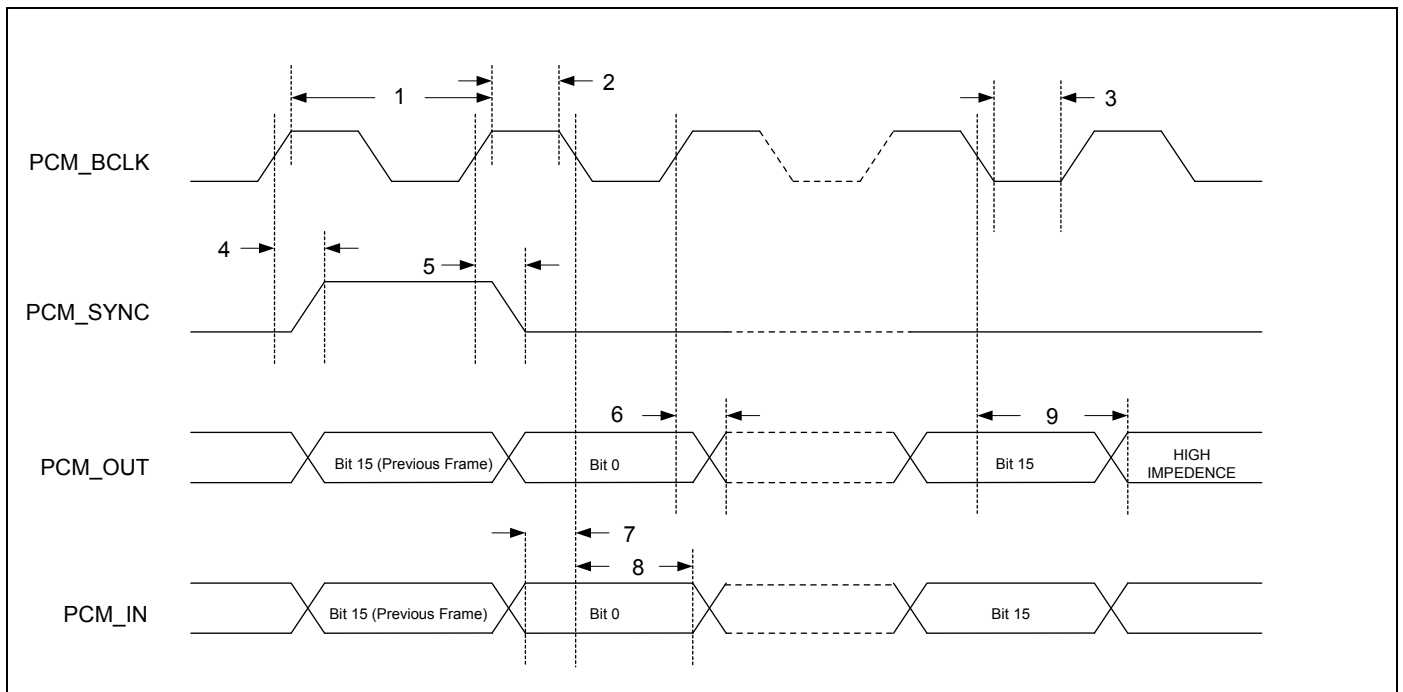 1
2
3
PCM_BCLK
4
5
PCM_SYNC
6
9
PCM_OUT
Bit 15 (Previous Frame)
Bit 0
Bit 15
HIGH
IMPEDENCE
7
8
PCM_IN
Bit 15 (Previous Frame)
Bit 0
Bit 15